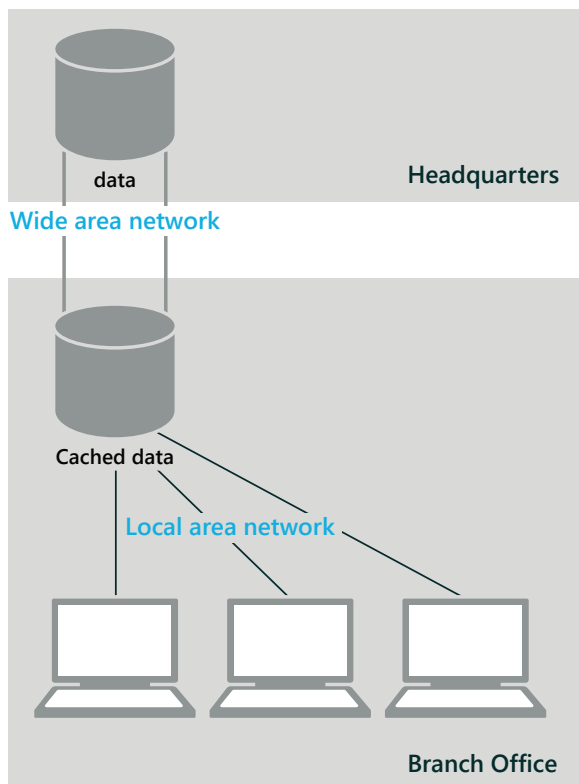 data
Headquarters
Wide area network
Cached data
Local area network
Branch Office